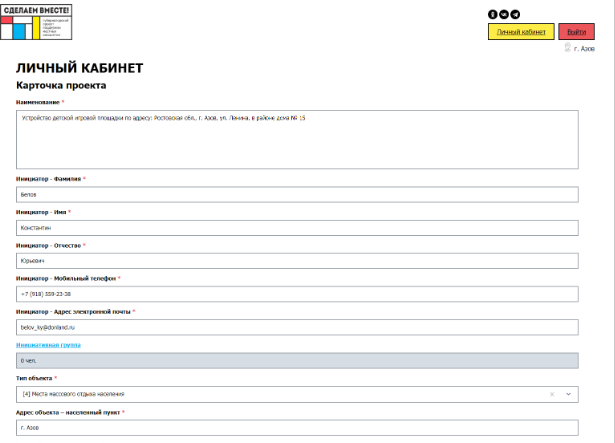 СДЕЛАЕМ ВМЕСТЕ!
Личный кабинет
Выйти
г. Азов
ЛИЧНЫЙ КАБИНЕТ
Карточка проекта
Наименование *
Устройство детской игровой площадки по адресу: Ростовская обл., г. Азов, ул. Ленина, в районе дома № 15
Инициатор - Фамилия *
Белов
Инициатор - Имя *
Константин
Инициатор - Отчество *
Юрьевич
Инициатор - Мобильный телефон *
+7 (918) 559-23-38
Инициатор - Адрес электронной почты *
belov_ky@donland.ru
Инициативная группа
0 чел.
Тип объекта *
[4] Места массового отдыха населения
Адрес объекта – населенный пункт *
г. Азов